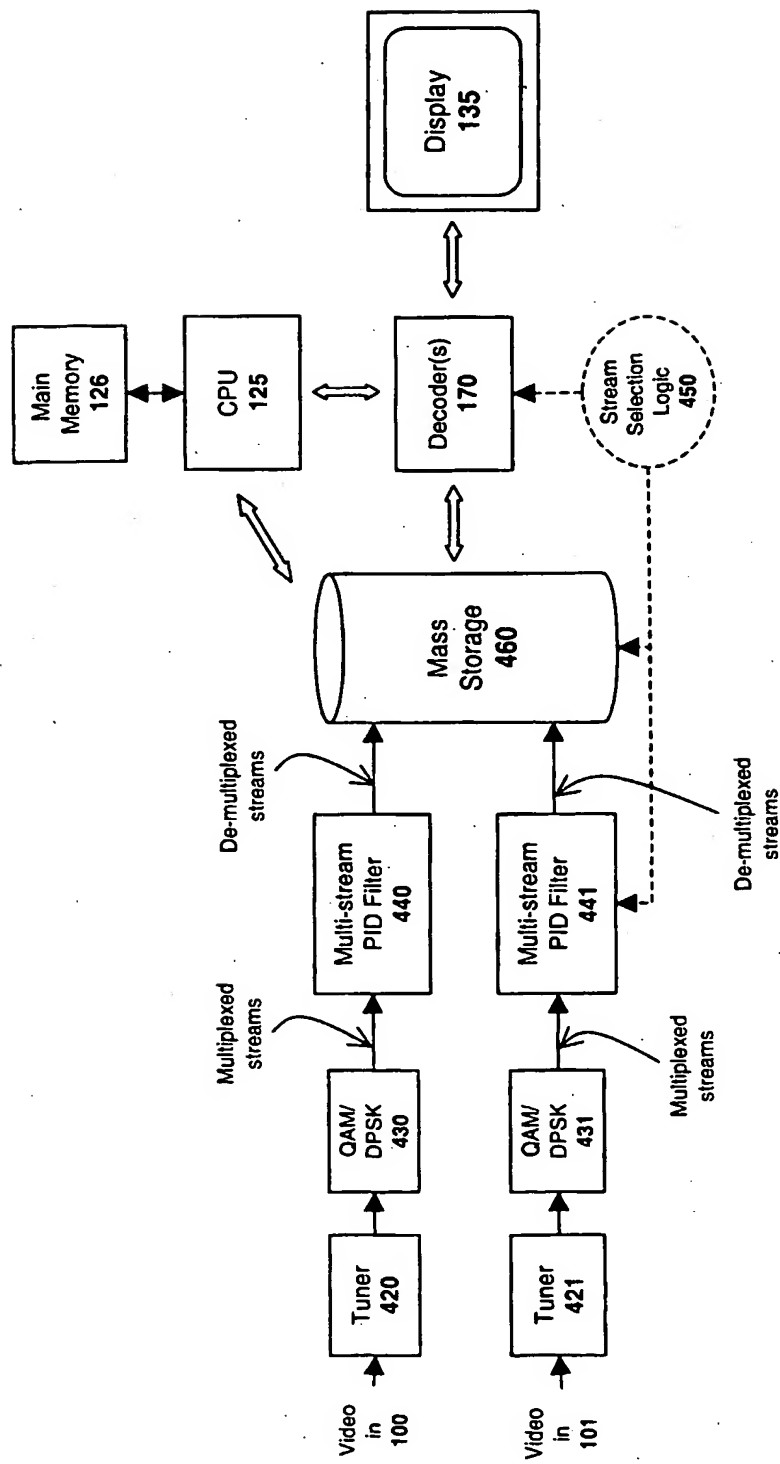 Video
in
100
Tuner
420
QAM/
DPSK
430
Multiplexed
streams
Multi-stream
PID Filter
440
De-multiplexed
streams
Video
in
101
Tuner
421
QAM/
DPSK
431
Multiplexed
streams
Multi-stream
PID Filter
441
De-multiplexed
streams
Mass
Storage
460
Main
Memory
126
CPU
125
Decoder(s)
170
Stream
Selection
Logic
450
Display
135